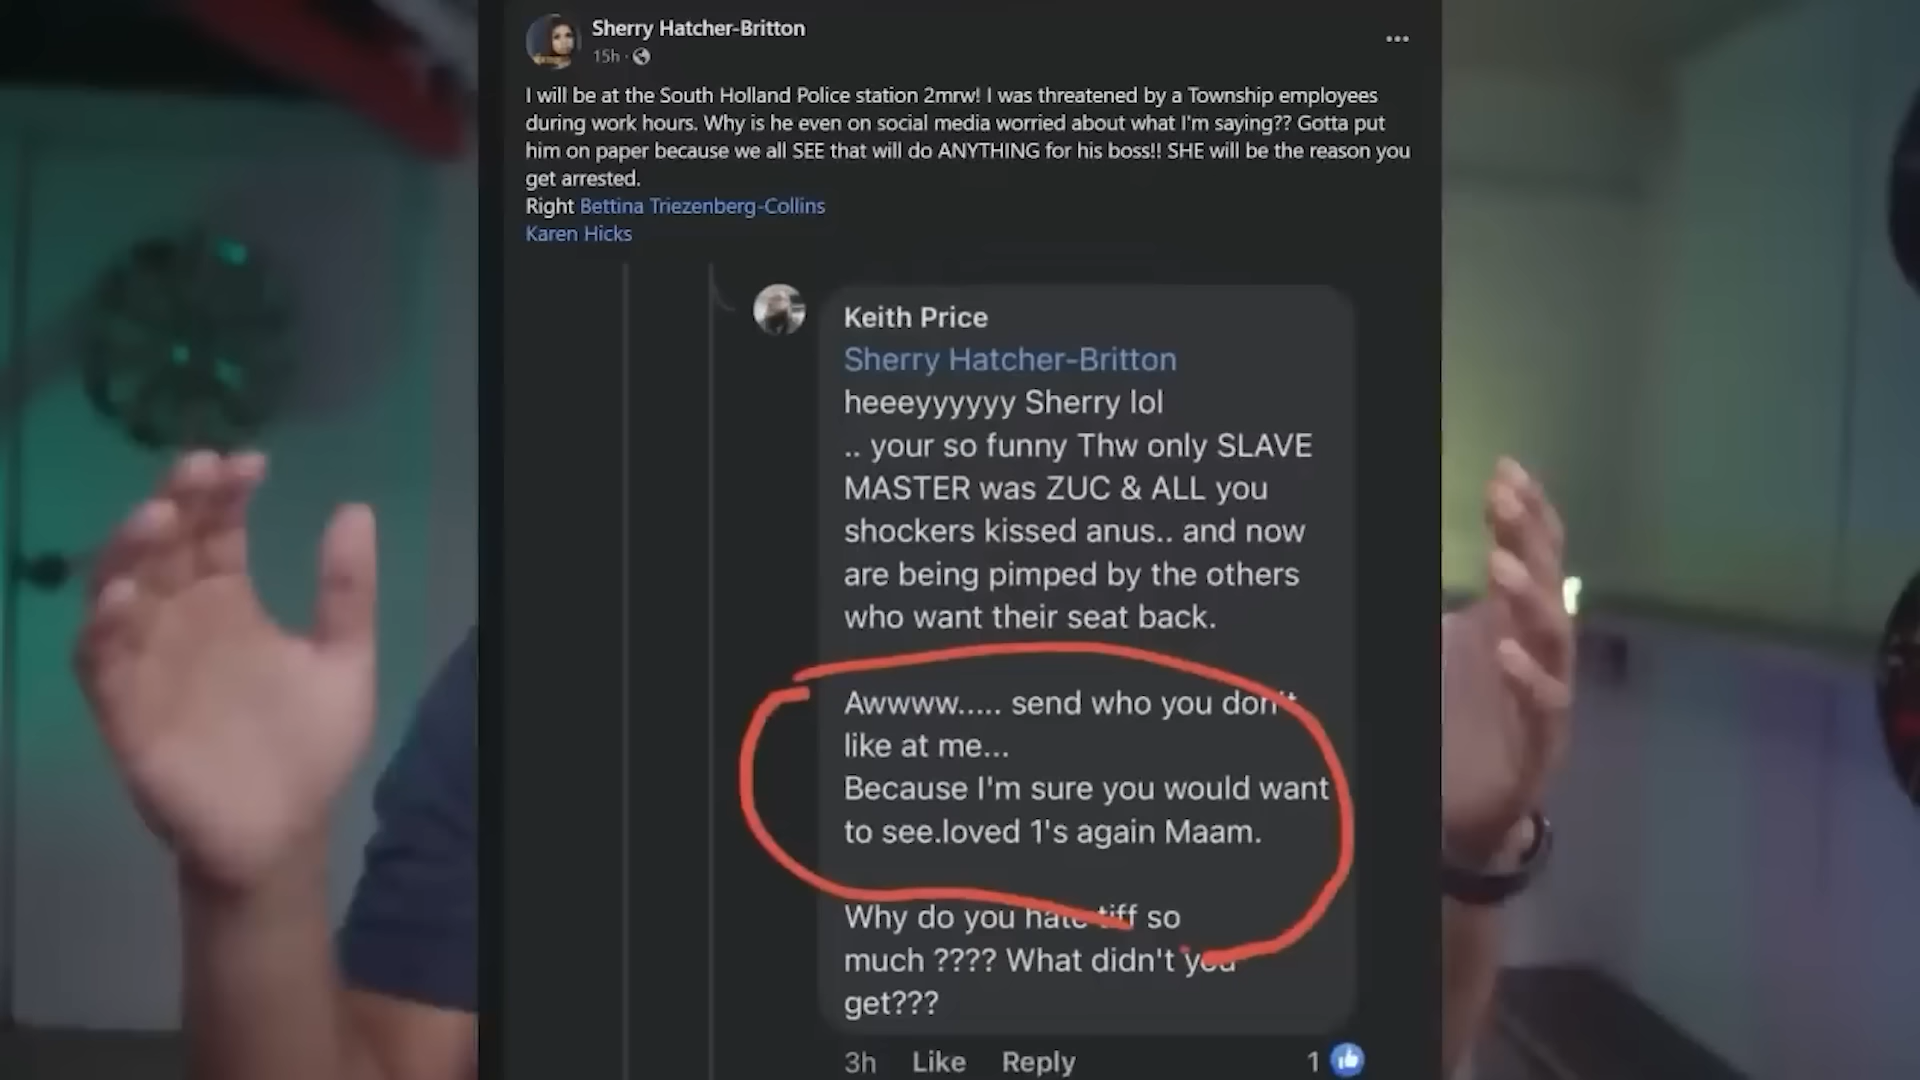 Sherry Hatcher-Britton
15h ·
I will be at the South Holland Police station 2mrw! I was threatened by a Township employees
during work hours. Why is he even on social media worried about what I'm saying?? Gotta put
him on paper because we all SEE that will do ANYTHING for his boss!! SHE will be the reason you
get arrested.
Right Bettina Triezenberg-Collins
Karen Hicks
Keith Price
Sherry Hatcher-Britton
heeeyyyyyy Sherry lol
.. your so funny Thw only SLAVE
MASTER was ZUC & ALL you
shockers kissed anus.. and now
are being pimped by the others
who want their seat back.
Awwww..... send who you don't
like at me...
Because I'm sure you would want
to see.loved 1's again Maam.
Why do you hate tiff so
much ???? What didn't you
get???
3h Like Reply 1